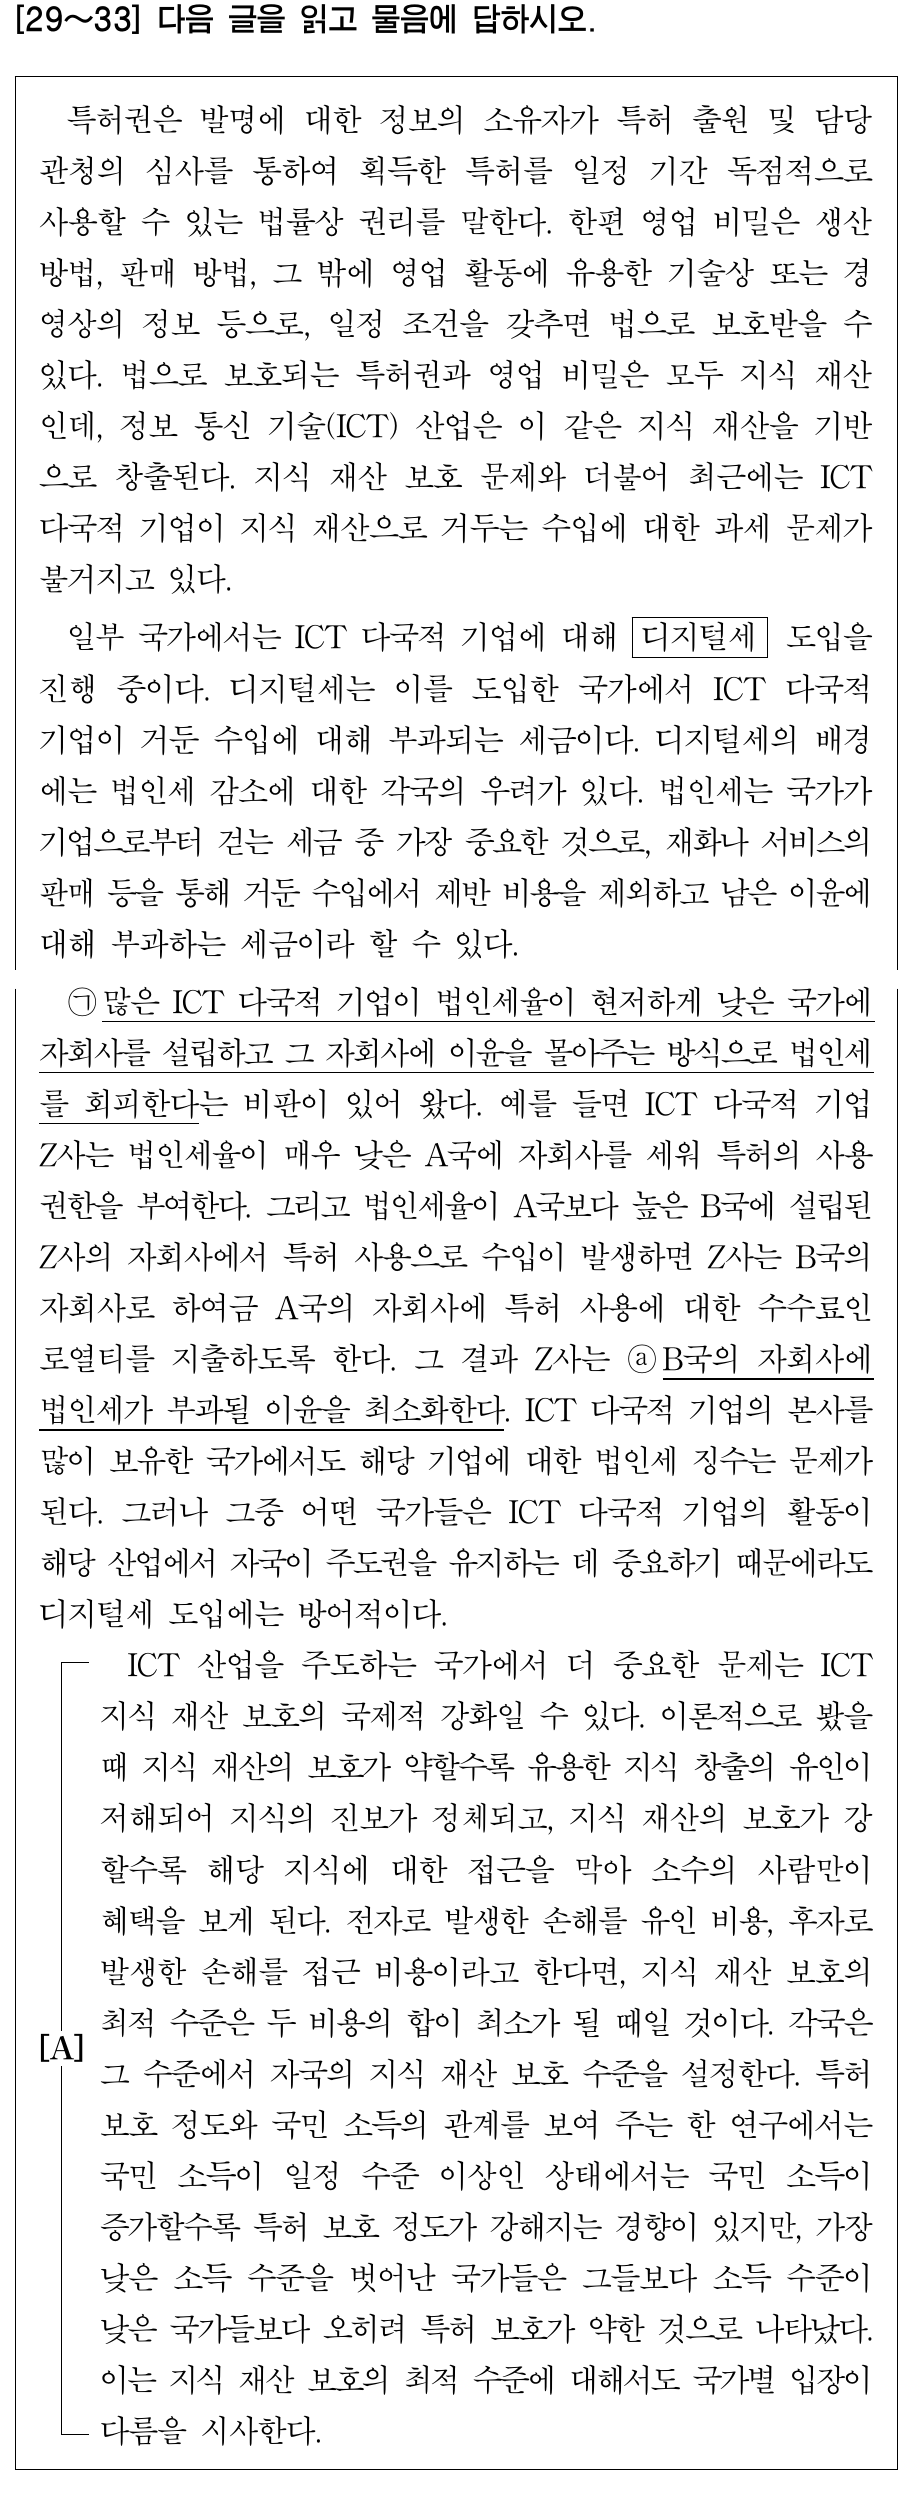 [29～33] 다음 글을 읽고 물음에 답하시오.
특허권은 발명에 대한 정보의 소유자가 특허 출원 및 담당
관청의 심사를 통하여 획득한 특허를 일정 기간 독점적으로
사용할 수 있는 법률상 권리를 말한다. 한편 영업 비밀은 생산
방법, 판매 방법, 그 밖에 영업 활동에 유용한 기술상 또는 경
영상의 정보 등으로, 일정 조건을 갖추면 법으로 보호받을 수
있다. 법으로 보호되는 특허권과 영업 비밀은 모두 지식 재산
인데, 정보 통신 기술(ICT) 산업은 이 같은 지식 재산을 기반
으로 창출된다. 지식 재산 보호 문제와 더불어 최근에는 ICT
다국적 기업이 지식 재산으로 거두는 수입에 대한 과세 문제가
불거지고 있다.
일부 국가에서는 ICT 다국적 기업에 대해 디지털세 도입을
진행 중이다. 디지털세는 이를 도입한 국가에서 ICT 다국적
기업이 거둔 수입에 대해 부과되는 세금이다. 디지털세의 배경
에는 법인세 감소에 대한 각국의 우려가 있다. 법인세는 국가가
기업으로부터 걷는 세금 중 가장 중요한 것으로, 재화나 서비스의
판매 등을 통해 거둔 수입에서 제반 비용을 제외하고 남은 이윤에
대해 부과하는 세금이라 할 수 있다.
㉠많은 ICT 다국적 기업이 법인세율이 현저하게 낮은 국가에
자회사를 설립하고 그 자회사에 이윤을 몰아주는 방식으로 법인세
를 회피한다는 비판이 있어 왔다. 예를 들면 ICT 다국적 기업
Z사는 법인세율이 매우 낮은 A국에 자회사를 세워 특허의 사용
권한을 부여한다. 그리고 법인세율이 A국보다 높은 B국에 설립된
Z사의 자회사에서 특허 사용으로 수입이 발생하면 Z사는 B국의
자회사로 하여금 A국의 자회사에 특허 사용에 대한 수수료인
로열티를 지출하도록 한다. 그 결과 Z사는 ⓐB국의 자회사에
법인세가 부과될 이윤을 최소화한다. ICT 다국적 기업의 본사를
많이 보유한 국가에서도 해당 기업에 대한 법인세 징수는 문제가
된다. 그러나 그중 어떤 국가들은 ICT 다국적 기업의 활동이
해당 산업에서 자국이 주도권을 유지하는 데 중요하기 때문에라도
디지털세 도입에는 방어적이다.
ICT 산업을 주도하는 국가에서 더 중요한 문제는 ICT
지식 재산 보호의 국제적 강화일 수 있다. 이론적으로 봤을
때 지식 재산의 보호가 약할수록 유용한 지식 창출의 유인이
저해되어 지식의 진보가 정체되고, 지식 재산의 보호가 강
할수록 해당 지식에 대한 접근을 막아 소수의 사람만이
혜택을 보게 된다. 전자로 발생한 손해를 유인 비용, 후자로
발생한 손해를 접근 비용이라고 한다면, 지식 재산 보호의
최적 수준은 두 비용의 합이 최소가 될 때일 것이다. 각국은
[A]
그 수준에서 자국의 지식 재산 보호 수준을 설정한다. 특허
보호 정도와 국민 소득의 관계를 보여 주는 한 연구에서는
국민 소득이 일정 수준 이상인 상태에서는 국민 소득이
증가할수록 특허 보호 정도가 강해지는 경향이 있지만, 가장
낮은 소득 수준을 벗어난 국가들은 그들보다 소득 수준이
낮은 국가들보다 오히려 특허 보호가 약한 것으로 나타났다.
이는 지식 재산 보호의 최적 수준에 대해서도 국가별 입장이
다름을 시사한다.